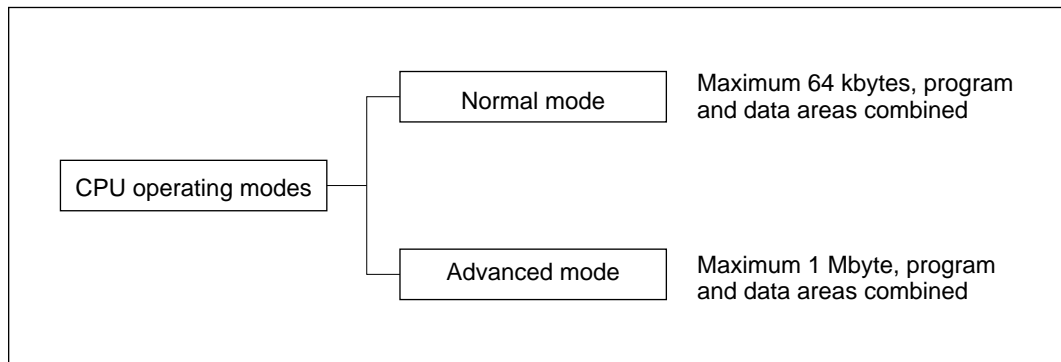 CPU operating modes
Normal mode
Maximum 64 kbytes, program
and data areas combined
Advanced mode
Maximum 1 Mbyte, program
and data areas combined